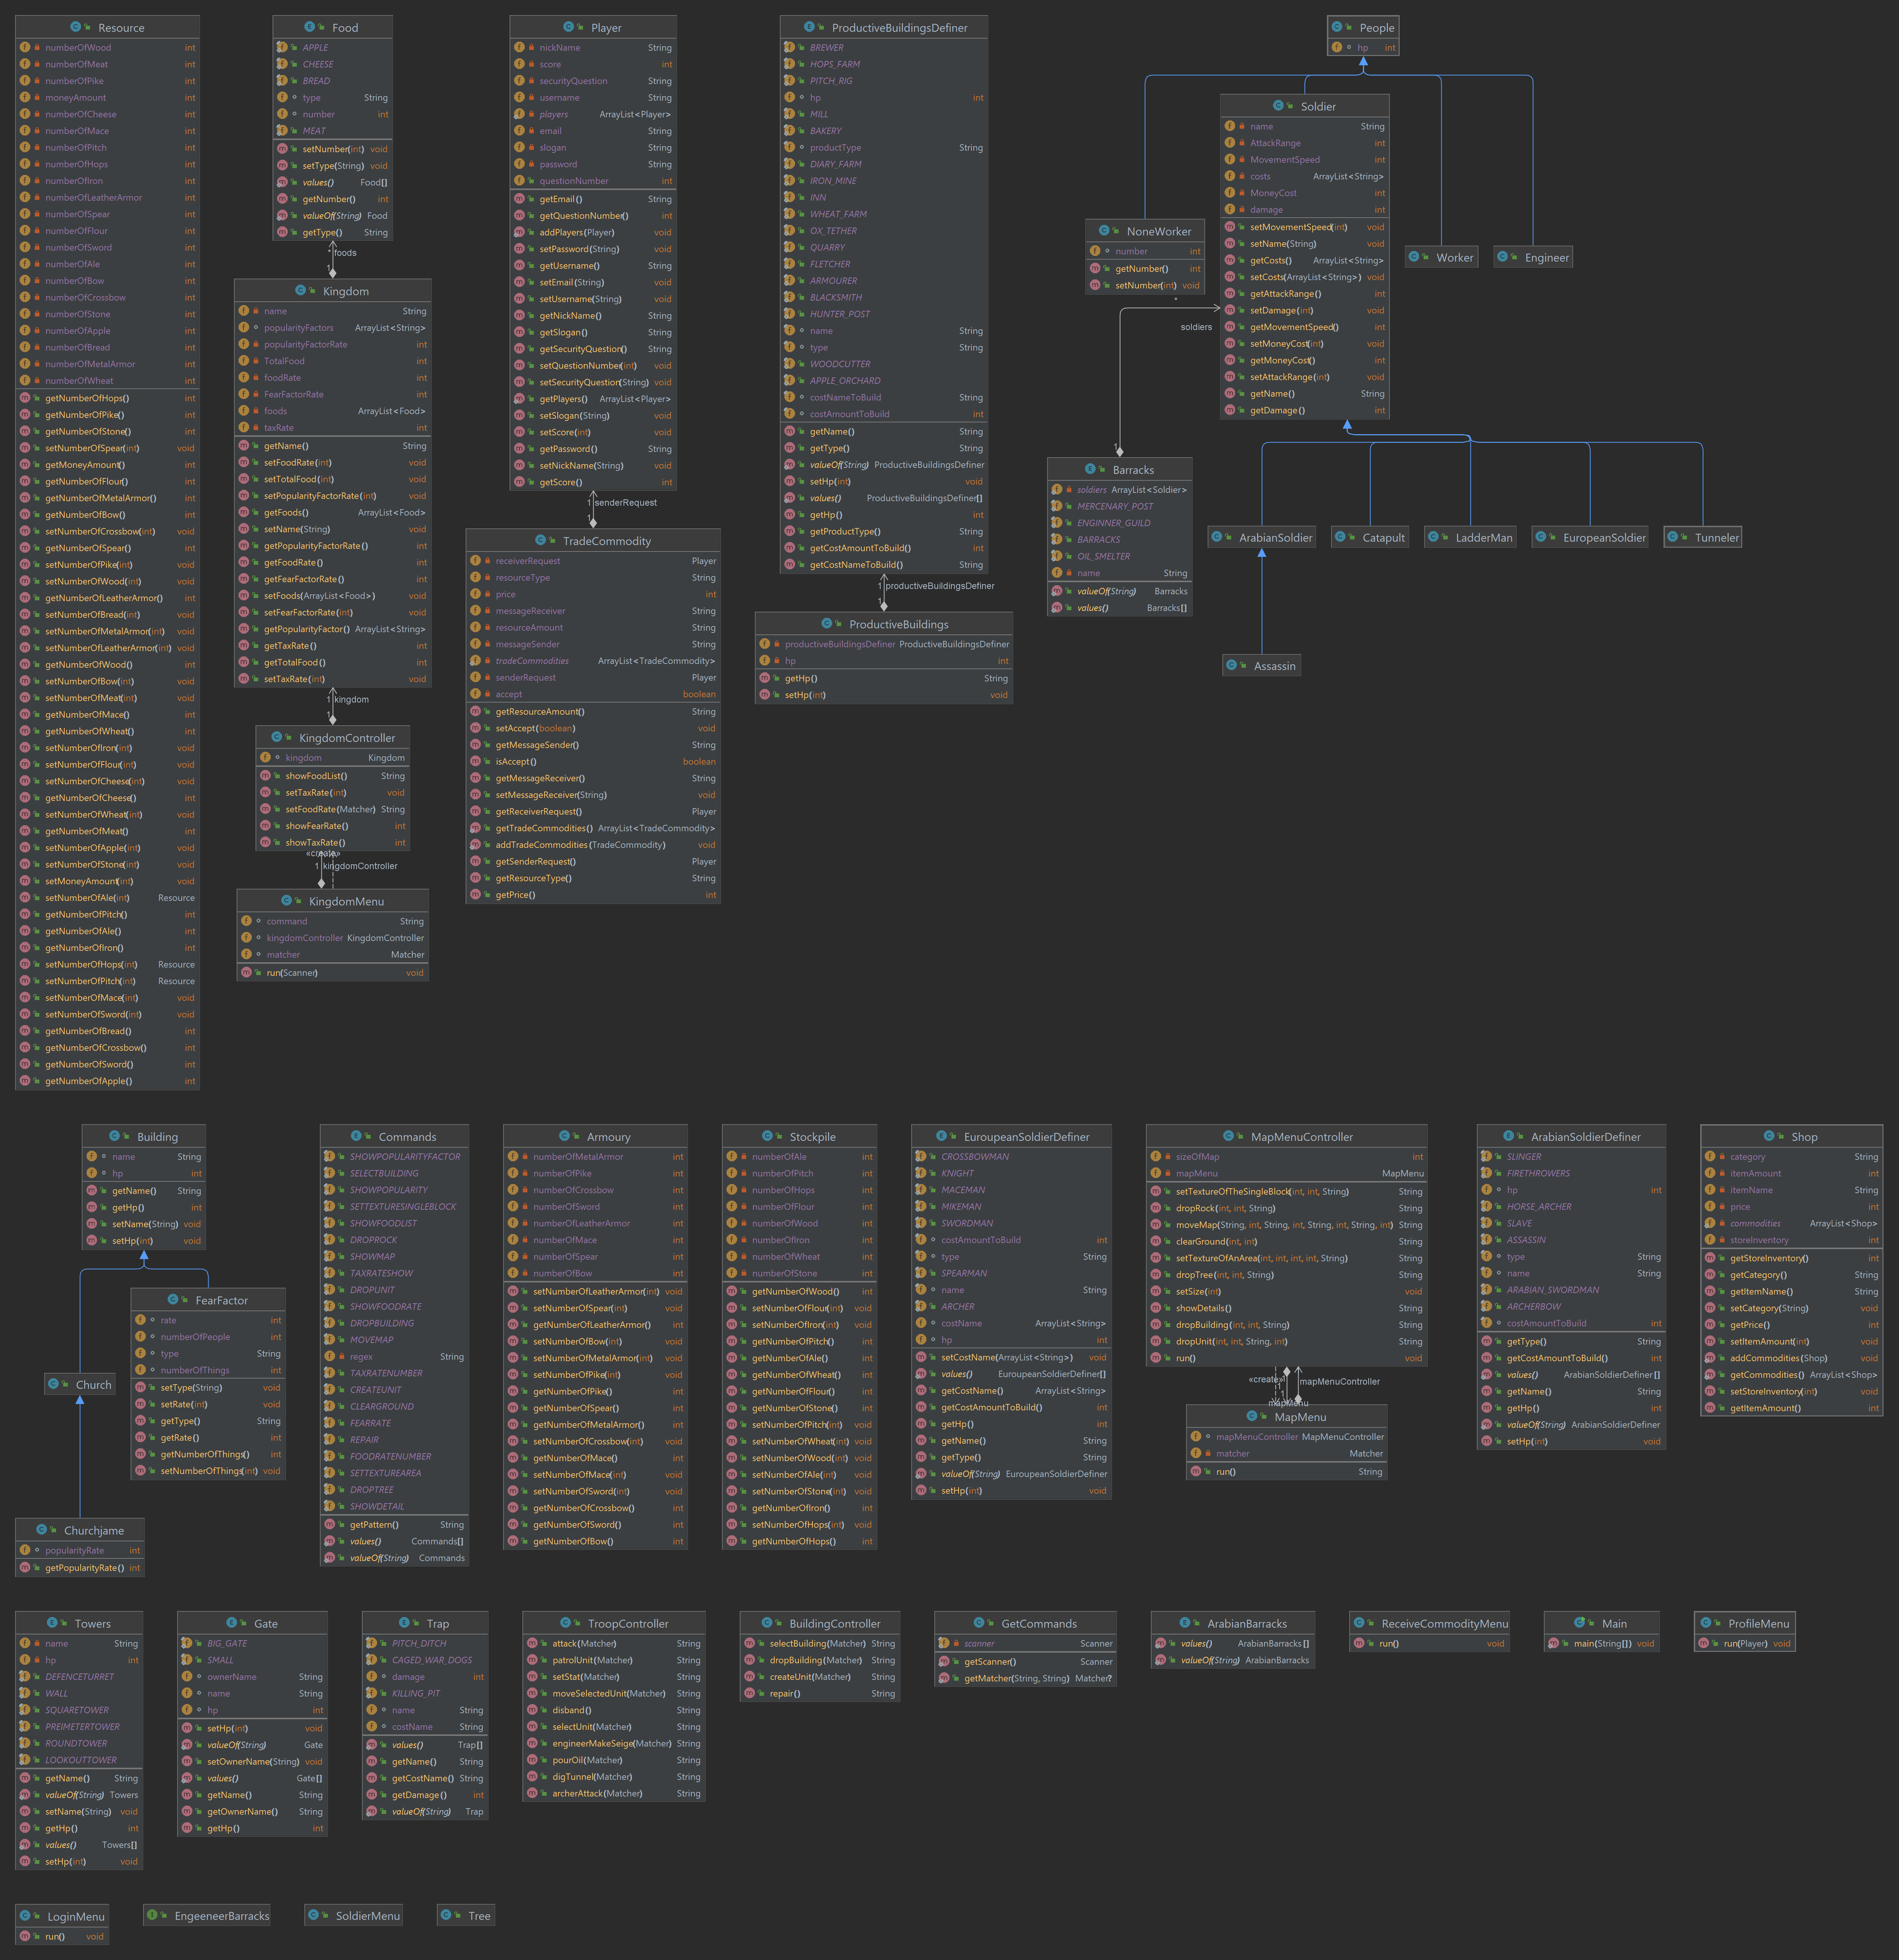 Resource
numberOfWood int
numberOfMeat int
numberOfPike int
moneyAmount int
numberOfCheese int
numberOfMace int
numberOfPitch int
numberOfHops int
numberOfIron int
numberOfLeatherArmor int
numberOfSpear int
numberOfFlour int
numberOfSword int
numberOfAle int
numberOfBow int
numberOfCrossbow int
numberOfStone int
numberOfApple int
numberOfBread int
numberOfMetalArmor int
numberOfWheat int
getNumberOfHops() int
getNumberOfPike() int
getNumberOfStone() int
setNumberOfSpear(int) void
getMoneyAmount() int
getNumberOfFlour() int
getNumberOfMetalArmor() int
getNumberOfBow() int
setNumberOfCrossbow(int) void
getNumberOfSpear() int
setNumberOfPike(int) void
setNumberOfWood(int) void
getNumberOfLeatherArmor() int
setNumberOfBread(int) void
setNumberOfMetalArmor(int) void
setNumberOfLeatherArmor(int) void
getNumberOfWood() int
setNumberOfBow(int) void
setNumberOfMeat(int) void
getNumberOfMace() int
getNumberOfWheat() int
setNumberOfIron(int) void
setNumberOfFlour(int) void
setNumberOfCheese(int) void
getNumberOfCheese() int
setNumberOfWheat(int) void
getNumberOfMeat() int
setNumberOfApple(int) void
setNumberOfStone(int) void
setMoneyAmount(int) void
setNumberOfAle(int) Resource
getNumberOfPitch() int
getNumberOfAle() int
getNumberOfIron() int
setNumberOfHops(int) Resource
setNumberOfPitch(int) Resource
setNumberOfMace(int) void
setNumberOfSword(int) void
getNumberOfBread() int
getNumberOfCrossbow() int
getNumberOfSword() int
getNumberOfApple() int
Food
APPLE
CHEESE
BREAD
type String
number int
MEAT
setNumber(int) void
setType(String) void
values() Food[]
getNumber() int
valueOf(String) Food
getType() String
* foods
1
Kingdom
name String
popularityFactors ArrayList<String>
popularityFactorRate int
TotalFood int
foodRate int
FearFactorRate int
foods ArrayList<Food>
taxRate int
getName() String
setFoodRate(int) void
setTotalFood(int) void
setPopularityFactorRate(int) void
getFoods() ArrayList<Food>
setName(String) void
getPopularityFactorRate() int
getFoodRate() int
getFearFactorRate() int
setFoods(ArrayList<Food>) void
setFearFactorRate(int) void
getPopularityFactor() ArrayList<String>
getTaxRate() int
getTotalFood() int
setTaxRate(int) void
1 kingdom
1
KingdomController
kingdom Kingdom
showFoodList() String
setTaxRate(int) void
setFoodRate(Matcher) String
showFearRate() int
showTaxRate() int
«create»
1 kingdomController
KingdomMenu
command String
kingdomController KingdomController
matcher Matcher
run(Scanner) void
Player
nickName String
score int
securityQuestion String
username String
players ArrayList<Player>
email String
slogan String
password String
questionNumber int
getEmail() String
getQuestionNumber() int
addPlayers(Player) void
setPassword(String) void
getUsername() String
setEmail(String) void
setUsername(String) void
getNickName() String
getSlogan() String
getSecurityQuestion() String
setQuestionNumber(int) void
setSecurityQuestion(String) void
getPlayers() ArrayList<Player>
setSlogan(String) void
setScore(int) void
getPassword() String
setNickName(String) void
getScore() int
1 senderRequest
1
TradeCommodity
receiverRequest Player
resourceType String
price int
messageReceiver String
resourceAmount String
messageSender String
tradeCommodities ArrayList<TradeCommodity>
senderRequest Player
accept boolean
getResourceAmount() String
setAccept(boolean) void
getMessageSender() String
isAccept() boolean
getMessageReceiver() String
setMessageReceiver(String) void
getReceiverRequest() Player
getTradeCommodities() ArrayList<TradeCommodity>
addTradeCommodities(TradeCommodity) void
getSenderRequest() Player
getResourceType() String
getPrice() int
ProductiveBuildingsDefiner
BREWER
HOPS_FARM
PITCH_RIG
hp int
MILL
BAKERY
productType String
DIARY_FARM
IRON_MINE
INN
WHEAT_FARM
OX_TETHER
QUARRY
FLETCHER
ARMOURER
BLACKSMITH
HUNTER_POST
name String
type String
WOODCUTTER
APPLE_ORCHARD
costNameToBuild String
costAmountToBuild int
getName() String
getType() String
valueOf(String) ProductiveBuildingsDefiner
setHp(int) void
values() ProductiveBuildingsDefiner[]
getHp() int
getProductType() String
getCostAmountToBuild() int
getCostNameToBuild() String
1 productiveBuildingsDefiner
1
ProductiveBuildings
productiveBuildingsDefiner ProductiveBuildingsDefiner
hp int
getHp() String
setHp(int) void
People
hp int
NoneWorker
number int
getNumber() int
setNumber(int) void
Soldier
name String
AttackRange int
MovementSpeed int
costs ArrayList<String>
MoneyCost int
damage int
setMovementSpeed(int) void
setName(String) void
getCosts() ArrayList<String>
setCosts(ArrayList<String>) void
getAttackRange() int
setDamage(int) void
getMovementSpeed() int
setMoneyCost(int) void
getMoneyCost() int
setAttackRange(int) void
getName() String
getDamage() int
Worker
Engineer
*
soldiers
1
Barracks
soldiers ArrayList<Soldier>
MERCENARY_POST
ENGINNER_GUILD
BARRACKS
OIL_SMELTER
name String
valueOf(String) Barracks
values() Barracks[]
ArabianSoldier
Catapult
LadderMan
EuropeanSoldier
Tunneler
Assassin
Building
name String
hp int
getName() String
getHp() int
setName(String) void
setHp(int) void
FearFactor
rate int
numberOfPeople int
type String
numberOfThings int
setType(String) void
setRate(int) void
getType() String
getRate() int
getNumberOfThings() int
setNumberOfThings(int) void
Church
Churchjame
popularityRate int
getPopularityRate() int
Commands
SHOWPOPULARITYFACTOR
SELECTBUILDING
SHOWPOPULARITY
SETTEXTURESINGLEBLOCK
SHOWFOODLIST
DROPROCK
SHOWMAP
TAXRATESHOW
DROPUNIT
SHOWFOODRATE
DROPBUILDING
MOVEMAP
regex String
TAXRATENUMBER
CREATEUNIT
CLEARGROUND
FEARRATE
REPAIR
FOODRATENUMBER
SETTEXTUREAREA
DROPTREE
SHOWDETAIL
getPattern() String
values() Commands[]
valueOf(String) Commands
Armoury
numberOfMetalArmor int
numberOfPike int
numberOfCrossbow int
numberOfSword int
numberOfLeatherArmor int
numberOfMace int
numberOfSpear int
numberOfBow int
setNumberOfLeatherArmor(int) void
setNumberOfSpear(int) void
getNumberOfLeatherArmor() int
setNumberOfBow(int) void
setNumberOfMetalArmor(int) void
setNumberOfPike(int) void
getNumberOfPike() int
getNumberOfSpear() int
getNumberOfMetalArmor() int
setNumberOfCrossbow(int) void
getNumberOfMace() int
setNumberOfMace(int) void
setNumberOfSword(int) void
getNumberOfCrossbow() int
getNumberOfSword() int
getNumberOfBow() int
Stockpile
numberOfAle int
numberOfPitch int
numberOfHops int
numberOfFlour int
numberOfWood int
numberOfIron int
numberOfWheat int
numberOfStone int
getNumberOfWood() int
setNumberOfFlour(int) void
setNumberOfIron(int) void
getNumberOfPitch() int
getNumberOfAle() int
getNumberOfWheat() int
getNumberOfFlour() int
getNumberOfStone() int
setNumberOfPitch(int) void
setNumberOfWheat(int) void
setNumberOfWood(int) void
setNumberOfAle(int) void
setNumberOfStone(int) void
getNumberOfIron() int
setNumberOfHops(int) void
getNumberOfHops() int
EuroupeanSoldierDefiner
CROSSBOWMAN
KNIGHT
MACEMAN
MIKEMAN
SWORDMAN
costAmountToBuild int
type String
SPEARMAN
name String
ARCHER
costName ArrayList<String>
hp int
setCostName(ArrayList<String>) void
values() EuroupeanSoldierDefiner[]
getCostName() ArrayList<String>
getCostAmountToBuild() int
getHp() int
getName() String
getType() String
valueOf(String) EuroupeanSoldierDefiner
setHp(int) void
MapMenuController
sizeOfMap int
mapMenu MapMenu
setTextureOfTheSingleBlock(int, int, String) String
dropRock(int, int, String) String
moveMap(String, int, String, int, String, int, String, int) String
clearGround(int, int) String
setTextureOfAnArea(int, int, int, int, String) String
dropTree(int, int, String) String
setSize(int) void
showDetails() String
dropBuilding(int, int, String) String
dropUnit(int, int, String, int) String
run() void
«create»
1
mapMenuController
1
mapMenu
MapMenu
mapMenuController MapMenuController
matcher Matcher
run() String
ArabianSoldierDefiner
SLINGER
FIRETHROWERS
hp int
HORSE_ARCHER
SLAVE
ASSASSIN
type String
name String
ARABIAN_SWORDMAN
ARCHERBOW
costAmountToBuild int
getType() String
getCostAmountToBuild() int
values() ArabianSoldierDefiner[]
getName() String
getHp() int
valueOf(String) ArabianSoldierDefiner
setHp(int) void
Shop
category String
itemAmount int
itemName String
price int
commodities ArrayList<Shop>
storeInventory int
getStoreInventory() int
getCategory() String
getItemName() String
setCategory(String) void
getPrice() int
setItemAmount(int) void
addCommodities(Shop) void
getCommodities() ArrayList<Shop>
setStoreInventory(int) void
getItemAmount() int
Towers
name String
hp int
DEFENCETURRET
WALL
SQUARETOWER
PREIMETERTOWER
ROUNDTOWER
LOOKOUTTOWER
getName() String
valueOf(String) Towers
setName(String) void
getHp() int
values() Towers[]
setHp(int) void
Gate
BIG_GATE
SMALL
ownerName String
name String
hp int
setHp(int) void
valueOf(String) Gate
setOwnerName(String) void
values() Gate[]
getName() String
getOwnerName() String
getHp() int
Trap
PITCH_DITCH
CAGED_WAR_DOGS
damage int
KILLING_PIT
name String
costName String
values() Trap[]
getName() String
getCostName() String
getDamage() int
valueOf(String) Trap
TroopController
attack(Matcher) String
patrolUnit(Matcher) String
setStat(Matcher) String
moveSelectedUnit(Matcher) String
disband() String
selectUnit(Matcher) String
engineerMakeSeige(Matcher) String
pourOil(Matcher) String
digTunnel(Matcher) String
archerAttack(Matcher) String
BuildingController
selectBuilding(Matcher) String
dropBuilding(Matcher) String
createUnit(Matcher) String
repair() String
GetCommands
scanner Scanner
getScanner() Scanner
getMatcher(String, String) Matcher?
ArabianBarracks
values() ArabianBarracks[]
valueOf(String) ArabianBarracks
ReceiveCommodityMenu
run() void
Main
main(String[]) void
ProfileMenu
run(Player) void
LoginMenu
run() void
EngeeneerBarracks
SoldierMenu
Tree